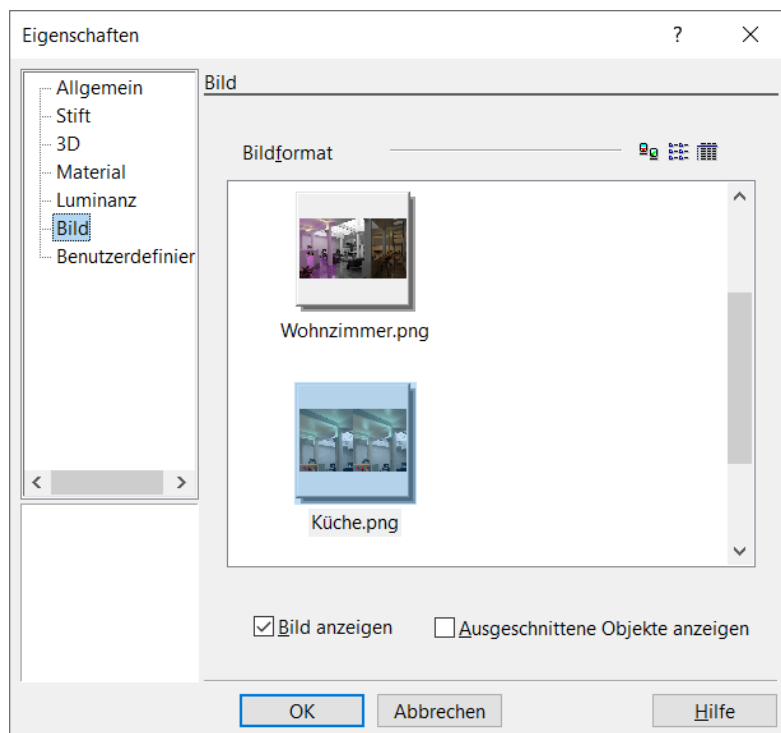 Eigenschaften
?
Allgemein
Stift
3D
Material
Luminanz
Bild
Benutzerdefinier
Bild
Bildformat
Wohnzimmer.png
Küche.png
Bild anzeigen
Ausgeschnittene Objekte anzeigen
OK
Abbrechen
Hilfe